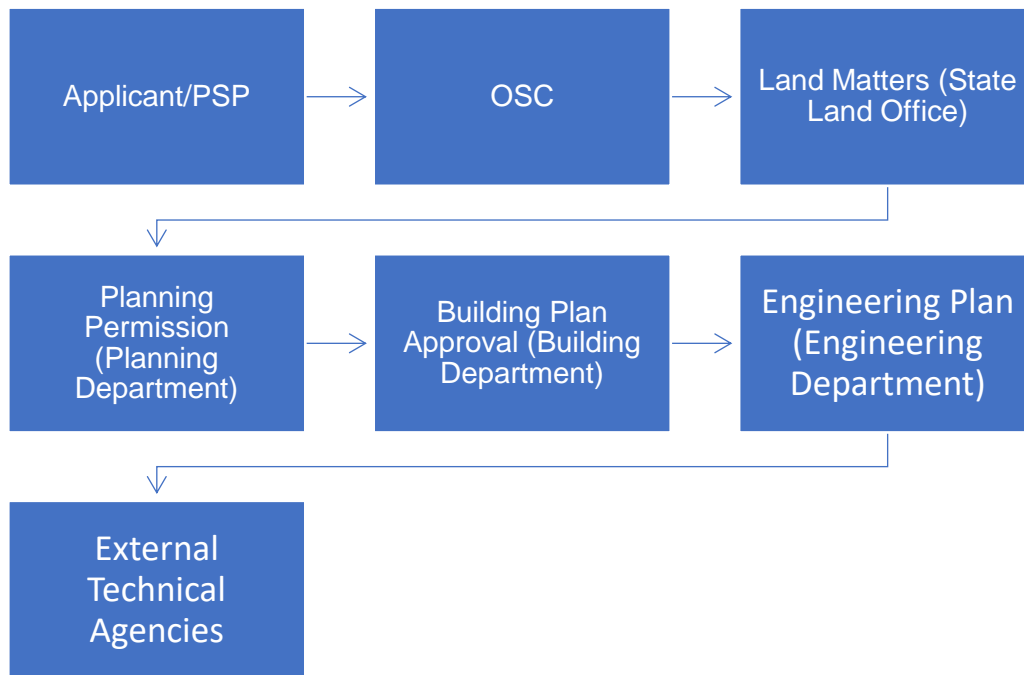 Applicant/PSP
OSC
Land Matters (State
Land Office)
Planning
Permission
(Planning
Department)
Building Plan
Approval (Building
Department)
Engineering Plan
(Engineering
Department)
External
Technical
Agencies